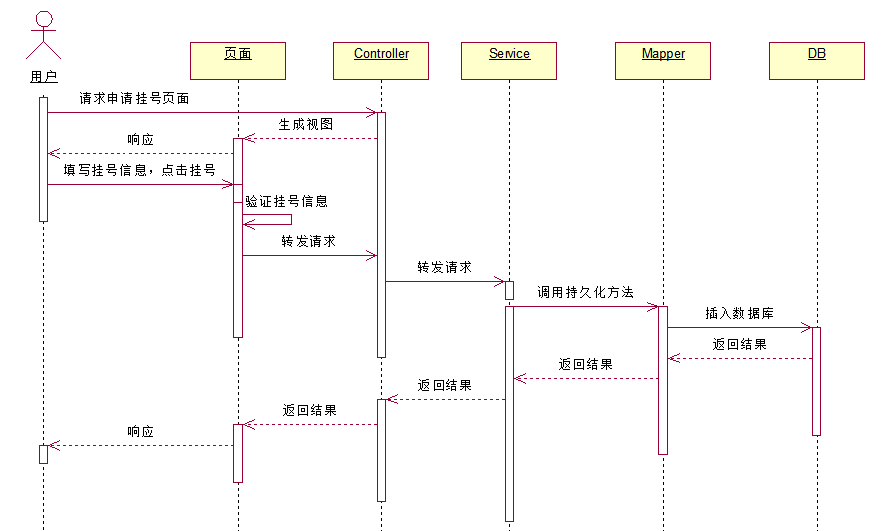 用户
页面
Controller
Service
Mapper
DB
请求申请挂号页面
生成视图
响应
填写挂号信息，点击挂号
验证挂号信息
转发请求
转发请求
调用持久化方法
插入数据库
返回结果
返回结果
返回结果
返回结果
响应